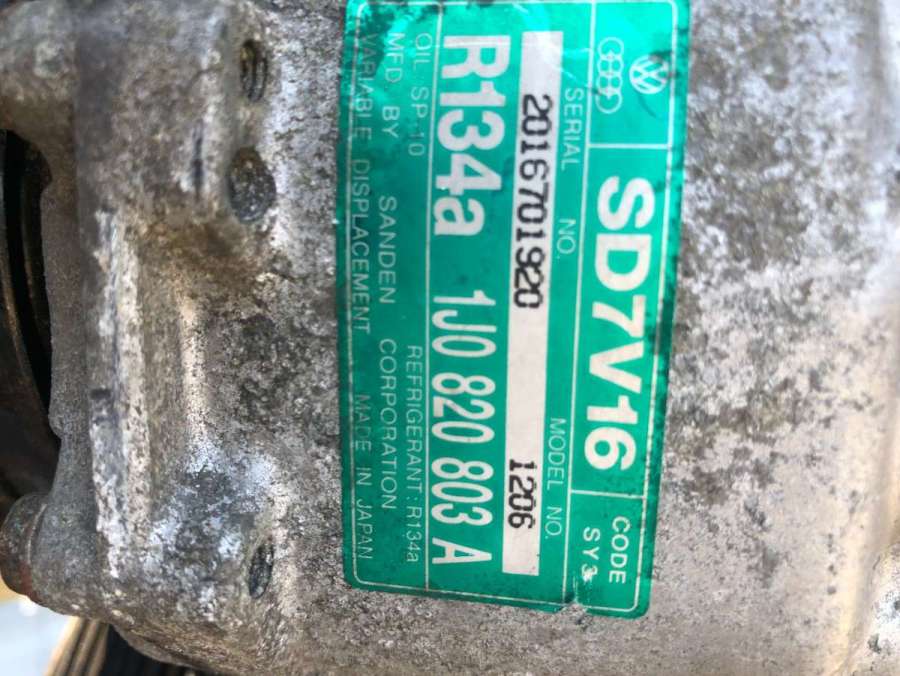 SD7V16
CODE
SY3
SERIAL NO.
MODEL NO.
2016701920
1206
R134a 1J0 820 803 A
OIL SP-10
REFRIGERANT: R134a
MFD BY SANDEN CORPORATION
VARIABLE DISPLACEMENT MADE IN JAPAN